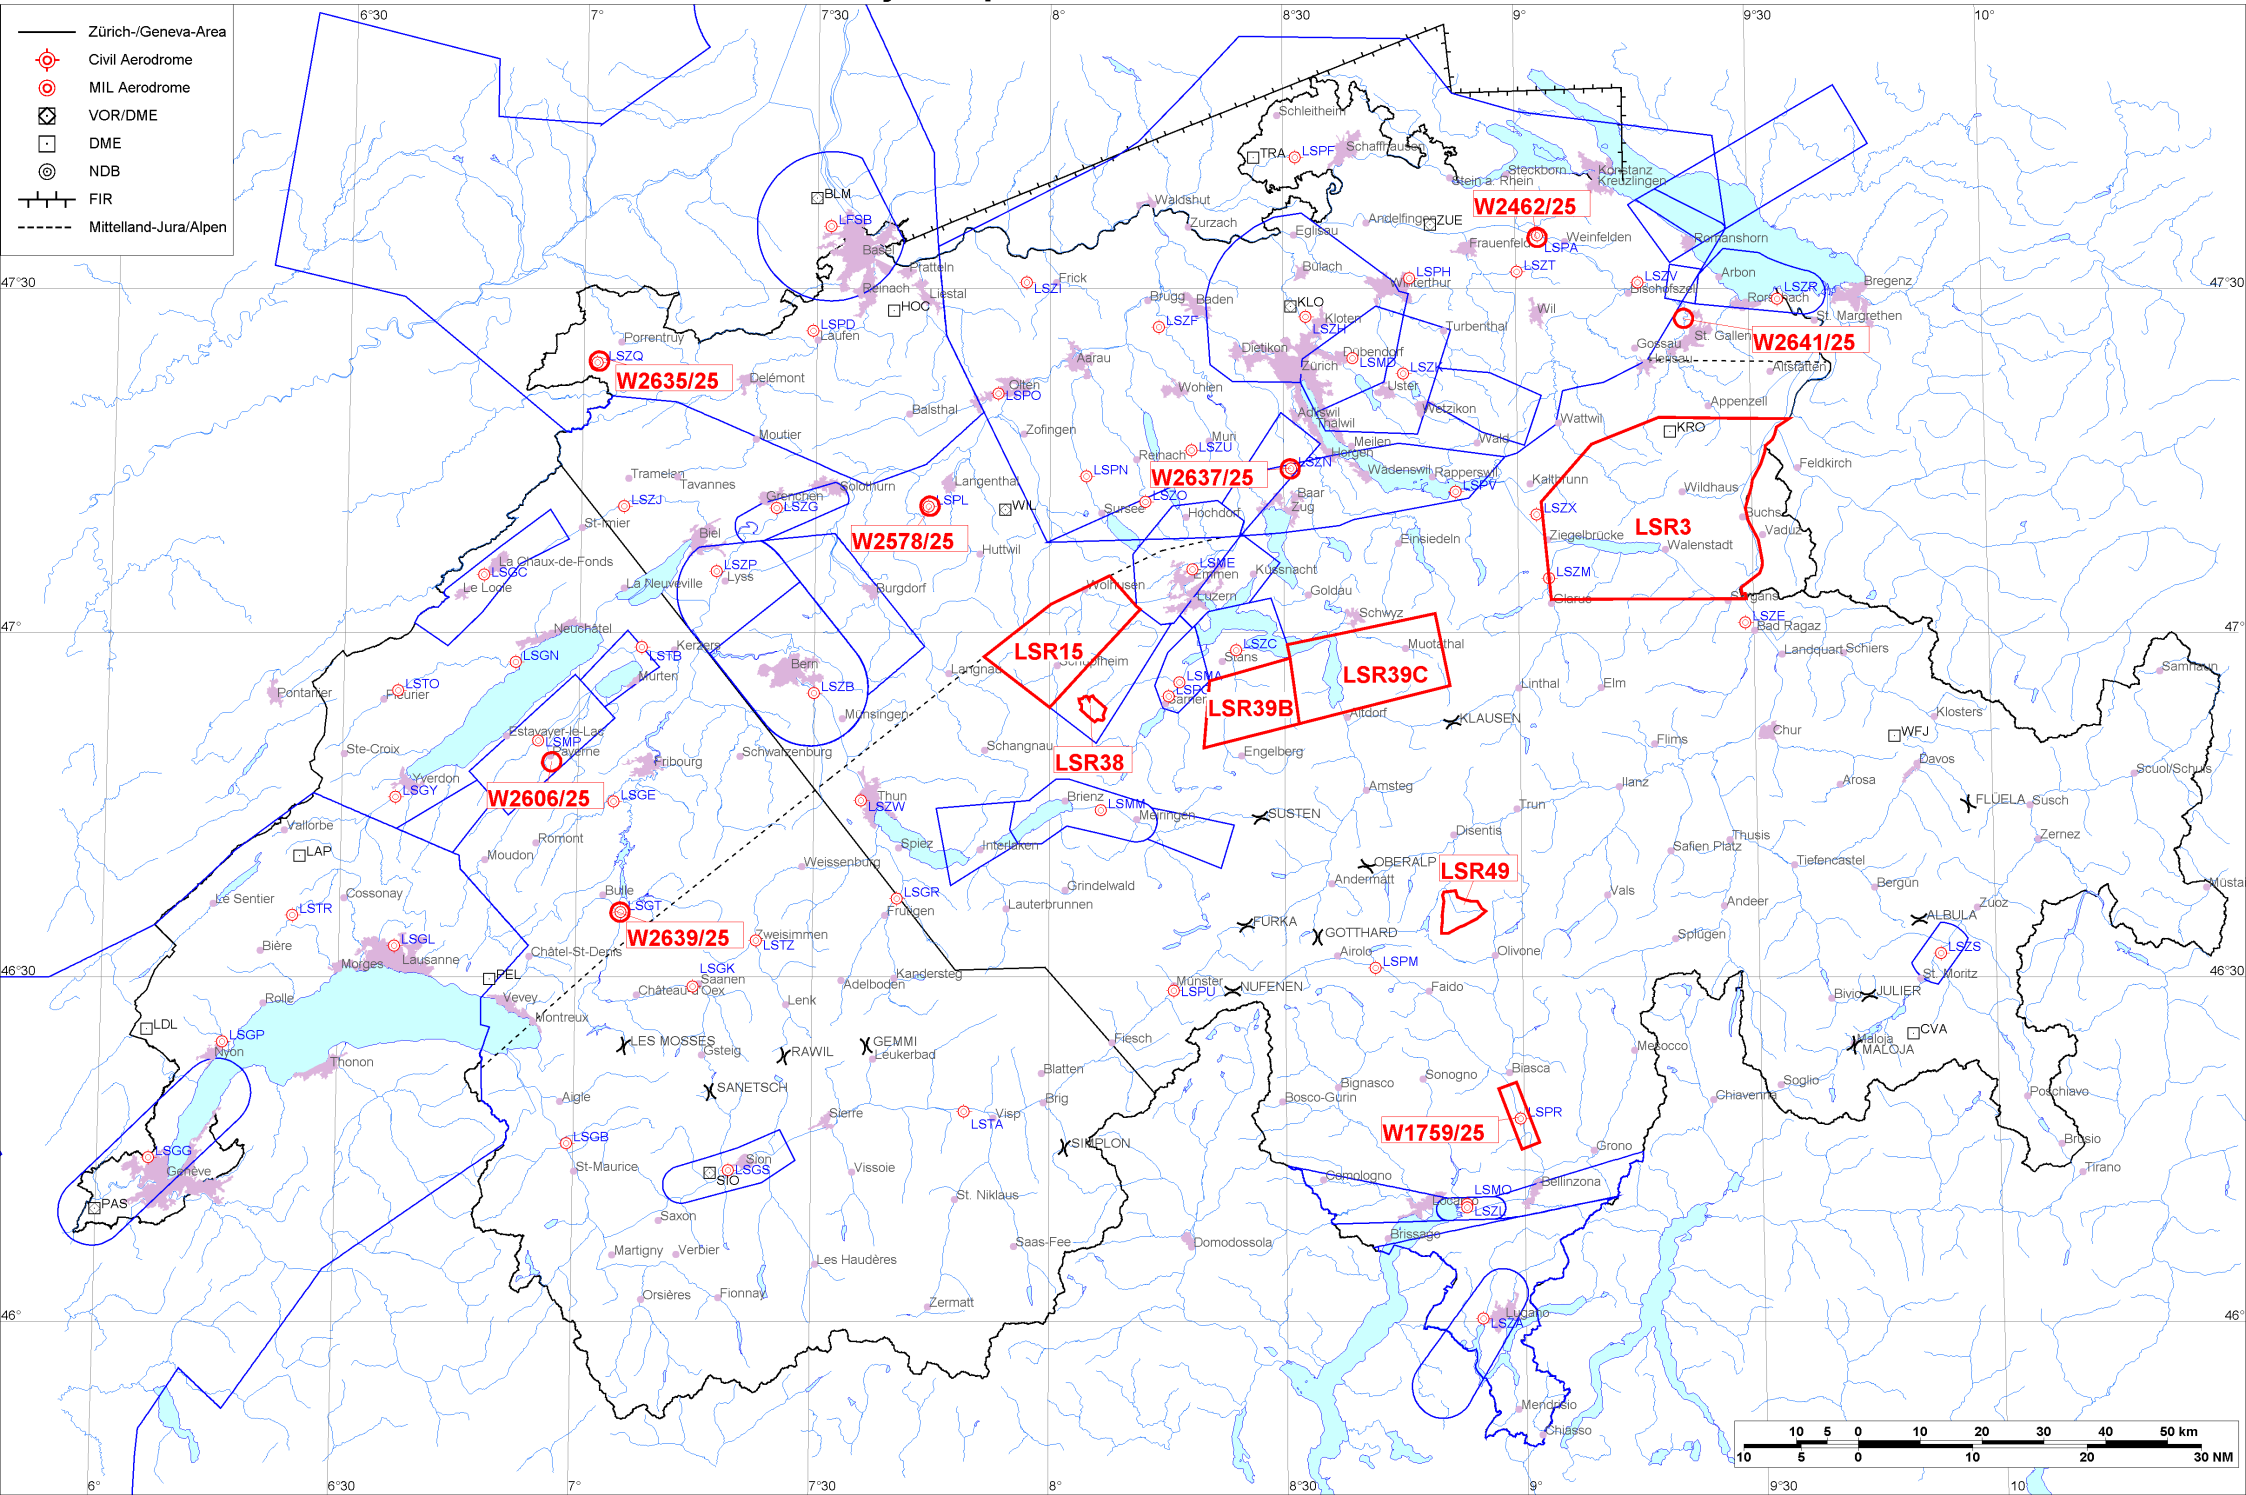 6°30
7°
7°30
8°
8°30
9°
9°30
10°
Zürich-/Geneva-Area
Civil Aerodrome
MIL Aerodrome
VOR/DME
DME
NDB
FIR
Mittelland-Jura/Alpen
Schleitheim
TRA
LSPF
Schaffhausen
Steckborn
Konstanz
Stein a. Rhein
Kreuzlingen
BLM
Waldshut
W2462/25
LFSB
Zurzach
Eglisau
Andelfingen
ZUE
LSPA
Weinfelden
Romanshorn
Basel
Frauenfeld
Pratteln
Bülach
LSPH
LSZT
LSZV
Arbon
47°30
Reinach
Liestal
LSZI
Frick
Winterthur
Bischofszell
LSZR
Bregenz
47°30
HOC
Brugg
Baden
KLO
Rorschach
Wil
St. Margrethen
LSPD
LSZF
Kloten
LSZH
Turbenthal
St. Gallen
W2641/25
Porrentruy
Laufen
Dietikon
Dübendorf
Gossau
LSZQ
Aarau
LSMD
Herisau
W2635/25
Delémont
Zürich
LSZK
Altstätten
Olten
LSPO
Wohlen
Uster
Balsthal
Adliswil
Wetzikon
Appenzell
Thalwil
Wattwil
Moutier
Zofingen
Muri
Meilen
Wald
KRO
LSZU
Horgen
Tramelan
Reinach
LSZN
Wädenswil
Rapperswil
Feldkirch
Tavannes
LSPN
W2637/25
Kaltbrunn
Wildhaus
Solothurn
Langenthal
Baar
LSPV
LSZJ
Grenchen
LSPL
LSZO
Zug
LSZG
WIL
Sursee
Hochdorf
LSZX
LSR3
Buchs
St-Imier
Biel
W2578/25
Einsiedeln
Ziegelbrücke
Vaduz
Huttwil
Walenstadt
La Chaux-de-Fonds
LSGC
LSZP
Lyss
LSME
Emmen
Küssnacht
LSZM
Le Locle
La Neuveville
Burgdorf
Wolhusen
Luzern
Goldau
Glarus
Sargans
Schwyz
LSZE
47°
Neuchâtel
Bad Ragaz
47°
Kerzers
LSZC
Muotathal
LSGN
LSTB
Bern
LSR15
Schüpfheim
Stans
Landquart
Schiers
Langnau
Samnaun
Pontarlier
LSTO
Fleurier
Murten
LSZB
LSMA
LSR39C
Linthal
Elm
Sarnen
LSR39B
Münsingen
Altdorf
KLAUSEN
Klosters
Estavayer-le-Lac
LSMP
Chur
WFJ
Ste-Croix
Payerne
Schwarzenburg
Schangnau
Engelberg
Flims
Fribourg
LSR38
Davos
Yverdon
Scuol/Schuls
LSGY
W2606/25
LSGE
Thun
LSZW
Brienz
LSMM
Amsteg
Ilanz
Arosa
Meiringen
SUSTEN
Trun
FLÜELA
Susch
Vallorbe
Romont
Disentis
Thusis
Zernez
LAP
Moudon
Spiez
Interlaken
Safien Platz
Weissenburg
OBERALP
LSR49
Tiefencastel
Cossonay
Bulle
LSGR
Grindelwald
Andermatt
Vals
Bergün
Le Sentier
LSGT
Lauterbrunnen
Andeer
Zuoz
LSTR
Frutigen
FURKA
ALBULA
W2639/25
Zweisimmen
GOTTHARD
Splügen
Bière
LSGL
LSTZ
Airolo
Olivone
LSZS
Lausanne
Châtel-St-Denis
Morges
LSPM
46°30
PEL
LSGK
Saanen
Kandersteg
Münster
St. Moritz
46°30
Adelboden
LSPU
NUFENEN
Faido
Bivio
JULIER
Rolle
Vevey
Château-d'Oex
Lenk
Montreux
LDL
CVA
LSGP
LES MOSSES
GEMMI
Fiesch
Maloja
Nyon
Gsteig
RAWIL
Leukerbad
Mesocco
MALOJA
Thonon
Blatten
Biasca
Bignasco
Sonogno
Soglio
SANETSCH
Poschiavo
Aigle
Brig
Bosco-Gurin
Chiavenna
Sierre
Visp
LSPR
LSTA
W1759/25
LSGB
SIMPLON
Grono
Brusio
LSGG
Sion
Genève
St-Maurice
LSGS
Vissoie
Comologno
Tirano
SIO
LSMO
Bellinzona
PAS
St. Niklaus
Locarno
LSZL
Saxon
Brissago
Martigny
Verbier
Saas-Fee
Domodossola
Les Haudères
Orsières
Fionnay
Zermatt
Lugano
46°
LSZA
46°
Mendrisio
Chiasso
10 5 0 10 20 30 40 50 km
10 5 0 10 20 30 NM
6°
6°30
7°
7°30
8°
8°30
9°
9°30
10